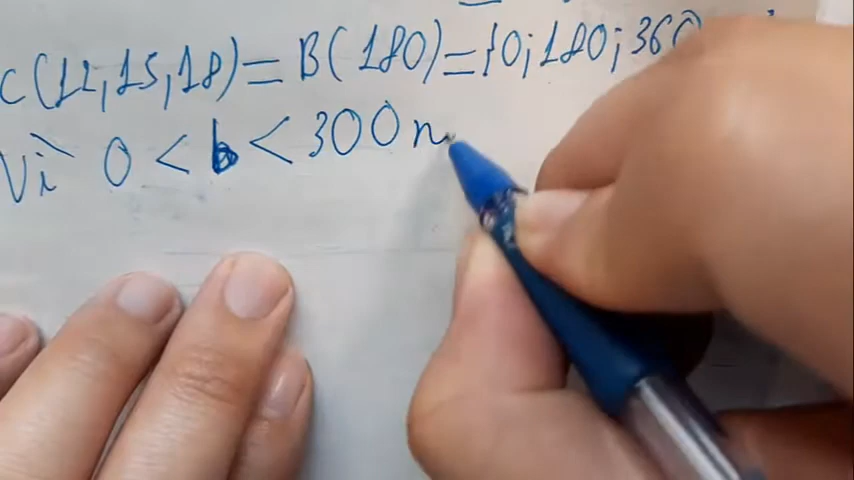 C(12,15,18)=B(180)={0;180;360
Vì 0 < b < 300 n